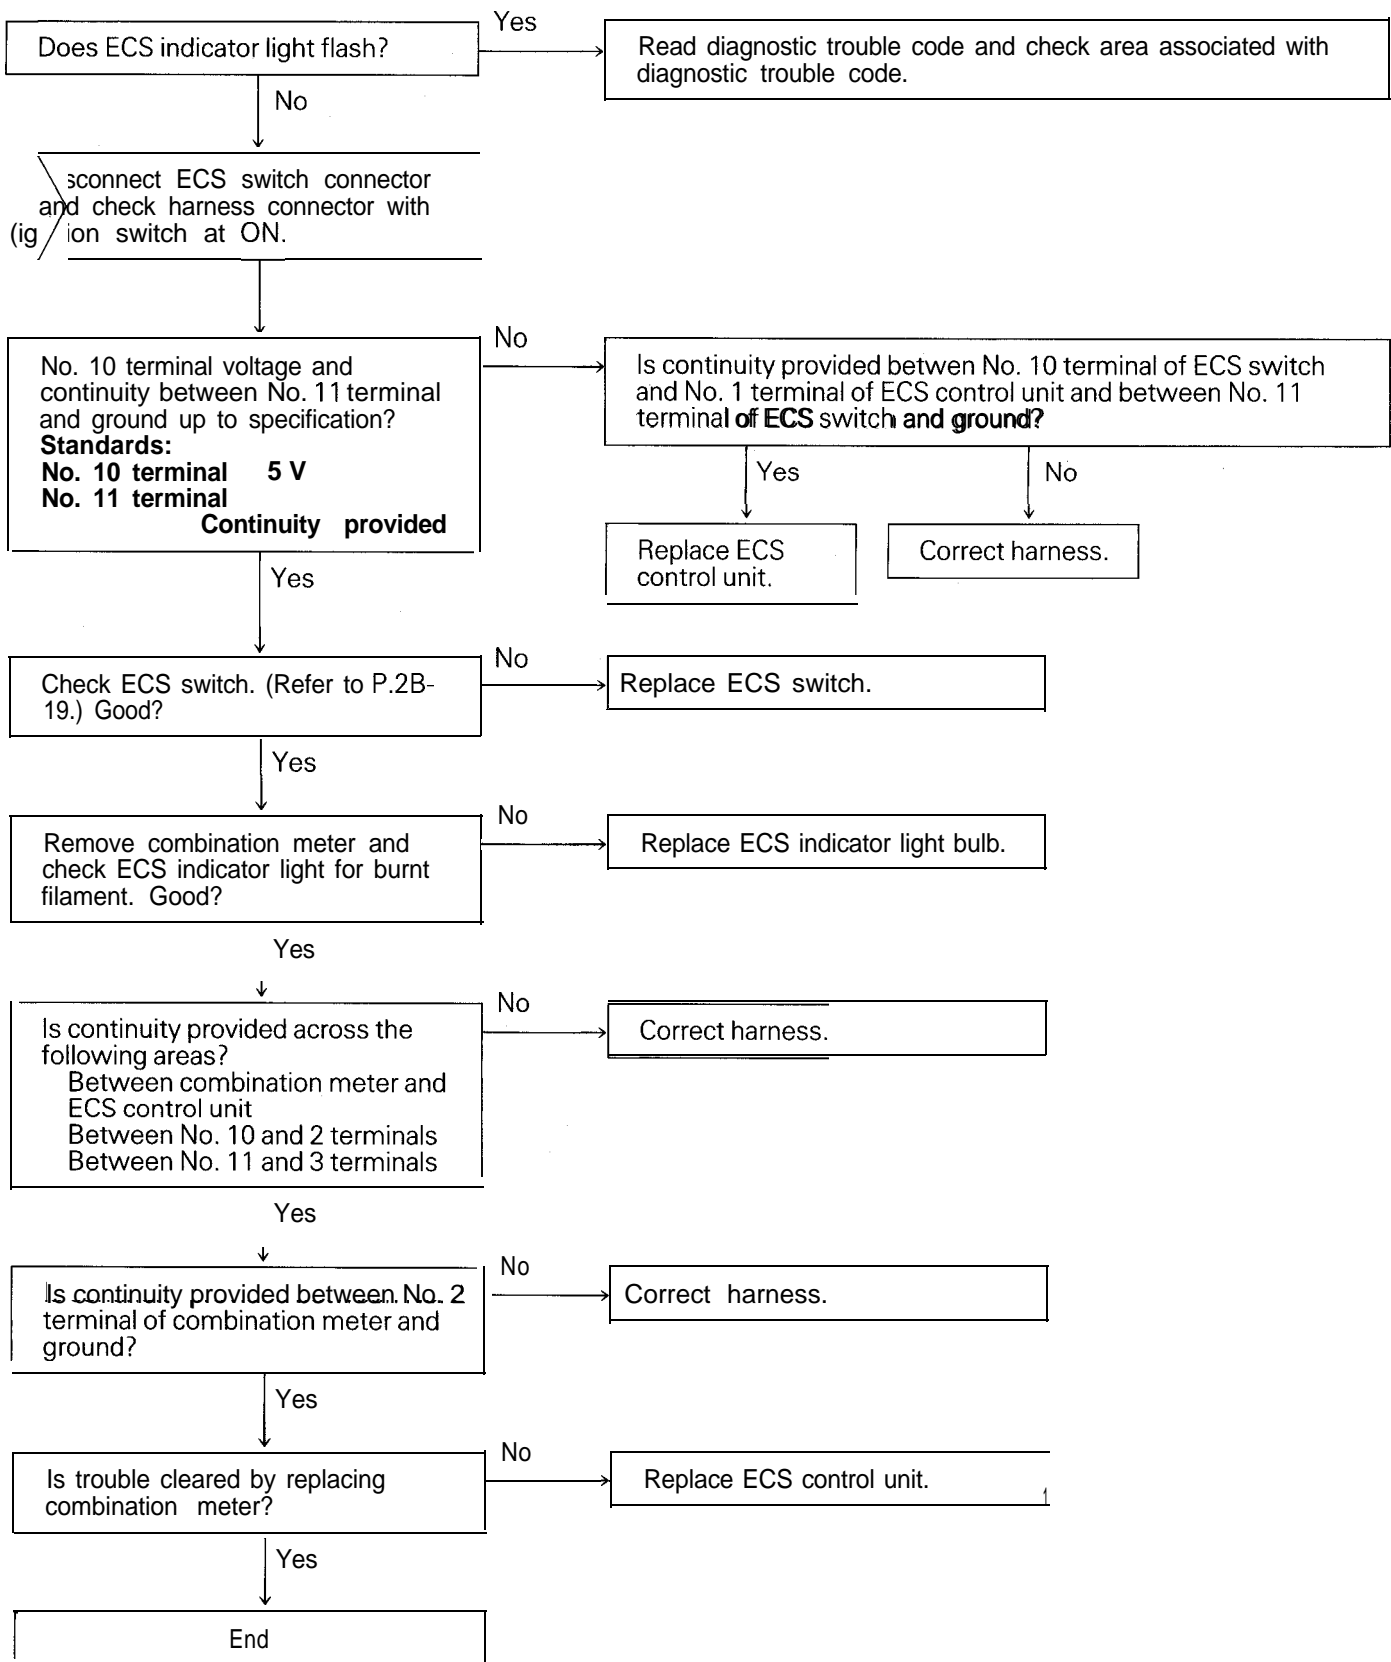 Does ECS indicator light flash?
Yes
Read diagnostic trouble code and check area associated with
diagnostic trouble code.
No
sconnect ECS switch connector
and check harness connector with
(ig ion switch at ON.
No. 10 terminal voltage and
continuity between No. 11 terminal
and ground up to specification?
Standards:
No. 10 terminal 5 V
No. 11 terminal
Continuity provided
No
Is continuity provided betwen No. 10 terminal of ECS switch
and No. 1 terminal of ECS control unit and between No. 11
terminal of ECS switch and ground?
Yes
Replace ECS
control unit.
No
Correct harness.
Yes
Check ECS switch. (Refer to P.2B-
19.) Good?
No
Replace ECS switch.
Yes
Remove combination meter and
check ECS indicator light for burnt
filament. Good?
No
Replace ECS indicator light bulb.
Yes
Is continuity provided across the
following areas?
Between combination meter and
ECS control unit
Between No. 10 and 2 terminals
Between No. 11 and 3 terminals
No
Correct harness.
Yes
Is continuity provided between No. 2
terminal of combination meter and
ground?
No
Correct harness.
Yes
Is trouble cleared by replacing
combination meter?
No
Replace ECS control unit.
Yes
End